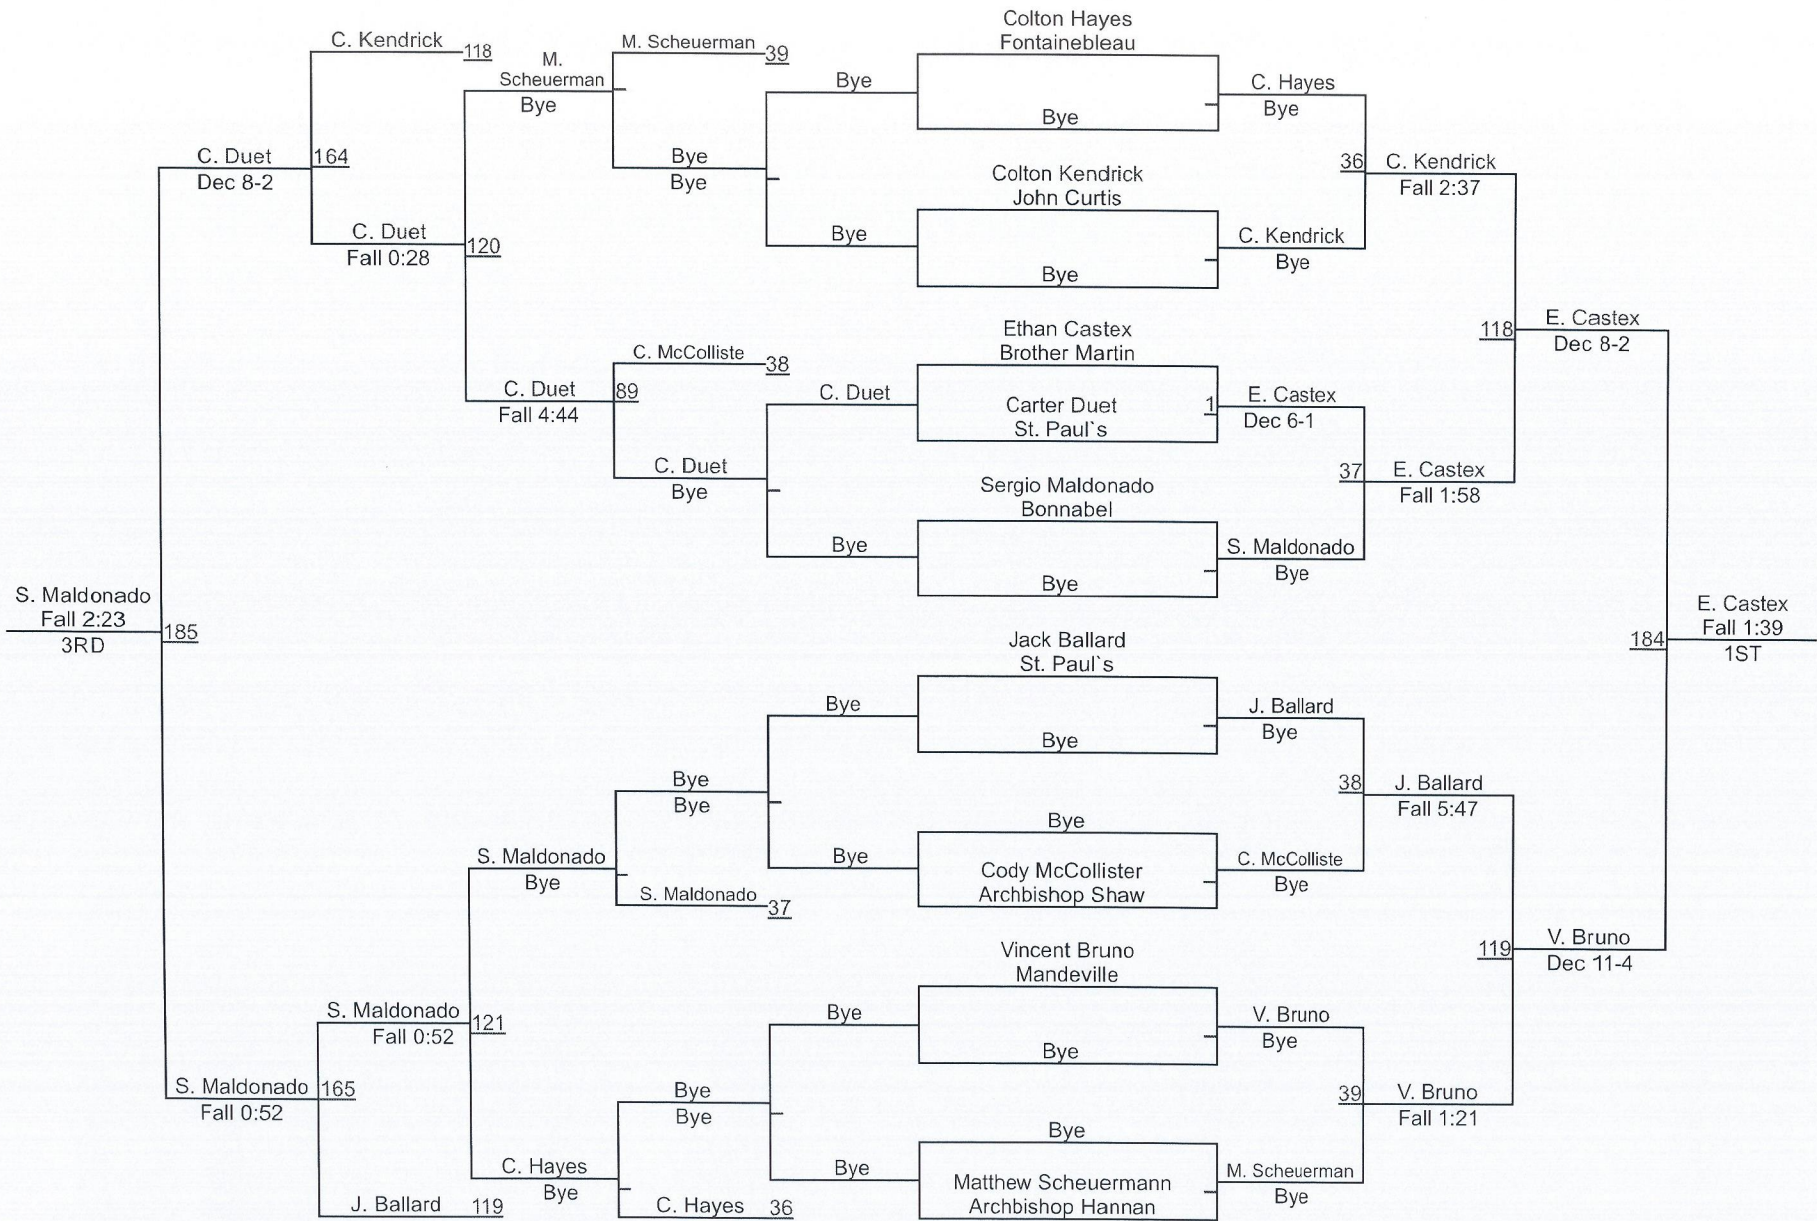 Colton Hayes
Fontainebleau
C. Kendrick
118
M.
Scheuerman
Bye
M. Scheuerman
39
Bye
Bye
C. Hayes
Bye
C. Duet
Dec 8-2
164
Bye
Bye
Colton Kendrick
John Curtis
36
C. Kendrick
Fall 2:37
C. Duet
Fall 0:28
120
Bye
Bye
C. Kendrick
Bye
Ethan Castex
Brother Martin
118
E. Castex
Dec 8-2
C. McColliste
38
C. Duet
Fall 4:44
89
C. Duet
Carter Duet
St. Paul`s
1
E. Castex
Dec 6-1
C. Duet
Bye
Sergio Maldonado
Bonnabel
37
E. Castex
Fall 1:58
Bye
Bye
S. Maldonado
Bye
S. Maldonado
Fall 2:23
3RD
185
Jack Ballard
St. Paul`s
184
E. Castex
Fall 1:39
1ST
Bye
Bye
J. Ballard
Bye
Bye
Bye
38
J. Ballard
Fall 5:47
S. Maldonado
Bye
Bye
Bye
Cody McCollister
Archbishop Shaw
C. McColliste
Bye
S. Maldonado
37
Vincent Bruno
Mandeville
119
V. Bruno
Dec 11-4
S. Maldonado
Fall 0:52
121
Bye
Bye
V. Bruno
Bye
S. Maldonado
Fall 0:52
165
Bye
Bye
39
V. Bruno
Fall 1:21
C. Hayes
Bye
Bye
Bye
Matthew Scheuermann
Archbishop Hannan
M. Scheuerman
Bye
J. Ballard
119
C. Hayes
36